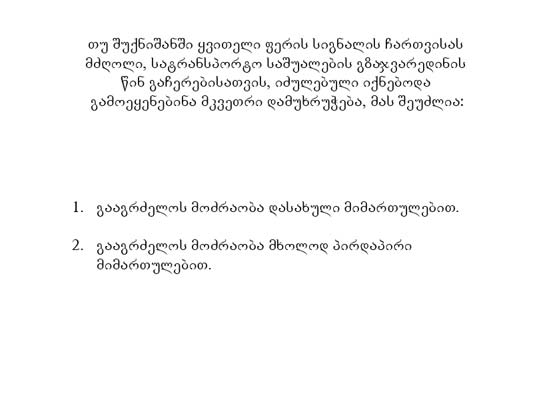 თუ შუქნიშანში ყვითელი ფერის სიგნალის ჩართვისას
მძღოლი, სატრანსპორტო საშუალების გზაჯვარედინის
წინ გაჩერებისათვის, იძულებული იქნებოდა
გამოეყენებინა მკვეთრი დამუხრუჭება, მას შეუძლია:
1. გააგრძელოს მოძრაობა დასახული მიმართულებით.
2. გააგრძელოს მოძრაობა მხოლოდ პირდაპირი
მიმართულებით.